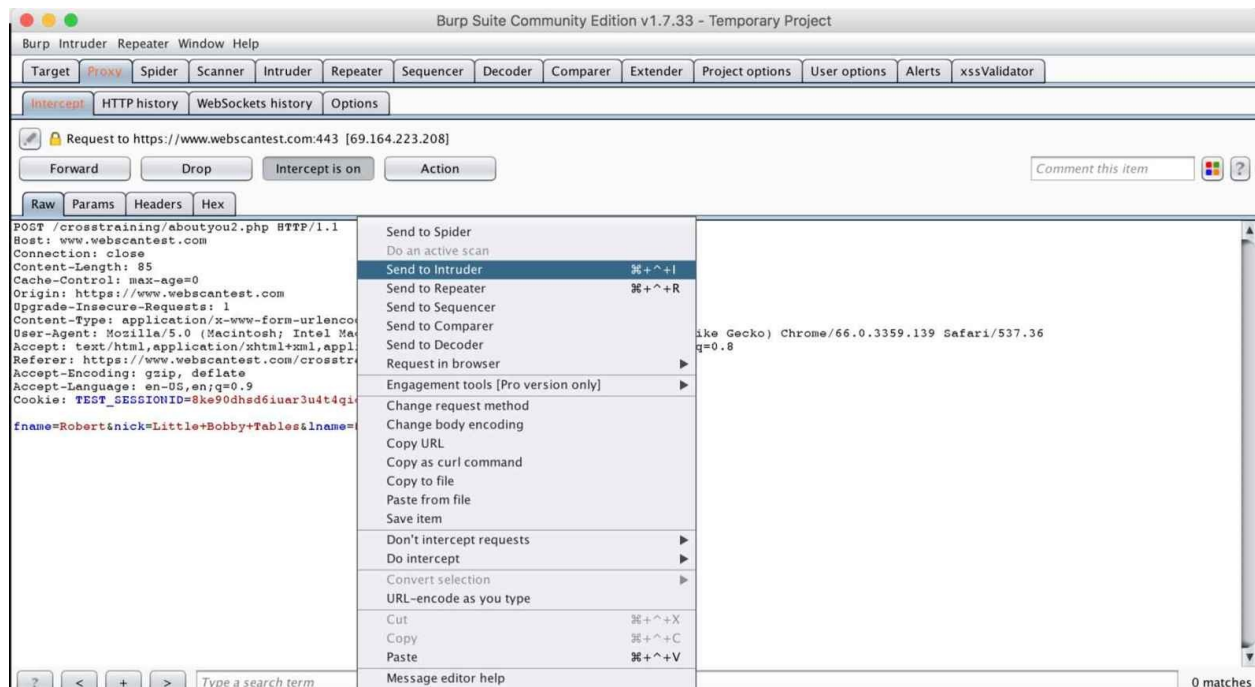 Burp Suite Community Edition v1.7.33 - Temporary Project
Burp Intruder Repeater Window Help
Target Proxy Spider Scanner Intruder Repeater Sequencer Decoder Comparer Extender Project options User options Alerts xssValidator
Intercept HTTP history WebSockets history Options
Request to https://www.webscantest.com:443 [69.164.223.208]
Forward Drop Intercept is on Action Comment this item ?
Raw Params Headers Hex
POST /crosstraining/aboutyou2.php HTTP/1.1
Host: www.webscantest.com
Connection: close
Content-Length: 85
Cache-Control: max-age=0
Origin: https://www.webscantest.com
Upgrade-Insecure-Requests: 1
Content-Type: application/x-www-form-urlenco
User-Agent: Mozilla/5.0 (Macintosh; Intel Ma ike Gecko) Chrome/66.0.3359.139 Safari/537.36
Accept: text/html,application/xhtml+xml,appl q=0.8
Referer: https://www.webscantest.com/crosstr
Accept-Encoding: gzip, deflate
Accept-Language: en-US,en;q=0.9
Cookie: TEST_SESSIONID=8ke90dhsd6iuar3u4t4qi
fname=Robert&nick=Little+Bobby+Tables&lname=
Send to Spider
Do an active scan
Send to Intruder ⌘+^+I
Send to Repeater ⌘+^+R
Send to Sequencer
Send to Comparer
Send to Decoder
Request in browser
Engagement tools [Pro version only]
Change request method
Change body encoding
Copy URL
Copy as curl command
Copy to file
Paste from file
Save item
Don't intercept requests
Do intercept
Convert selection
URL-encode as you type
Cut ⌘+^+X
Copy ⌘+^+C
Paste ⌘+^+V
Message editor help
? < + > Type a search term 0 matches